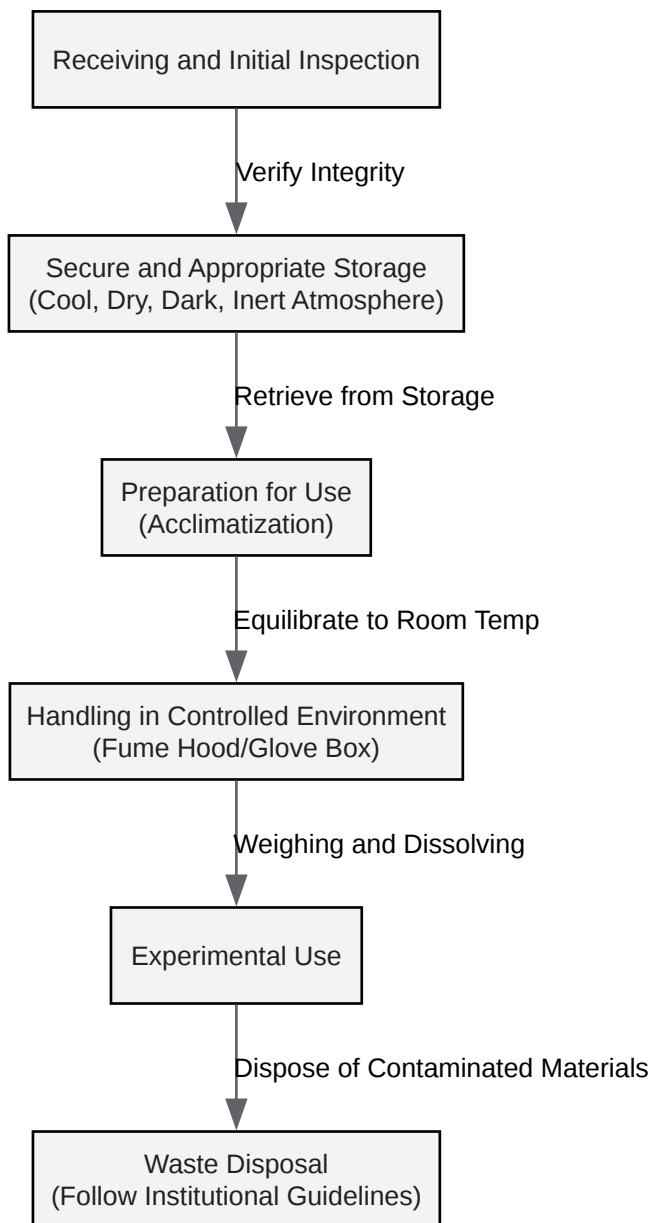 Receiving and Initial Inspection
Verify Integrity
Secure and Appropriate Storage
(Cool, Dry, Dark, Inert Atmosphere)
Retrieve from Storage
Preparation for Use
(Acclimatization)
Equilibrate to Room Temp
Handling in Controlled Environment
(Fume Hood/Glove Box)
Weighing and Dissolving
Experimental Use
Dispose of Contaminated Materials
Waste Disposal
(Follow Institutional Guidelines)